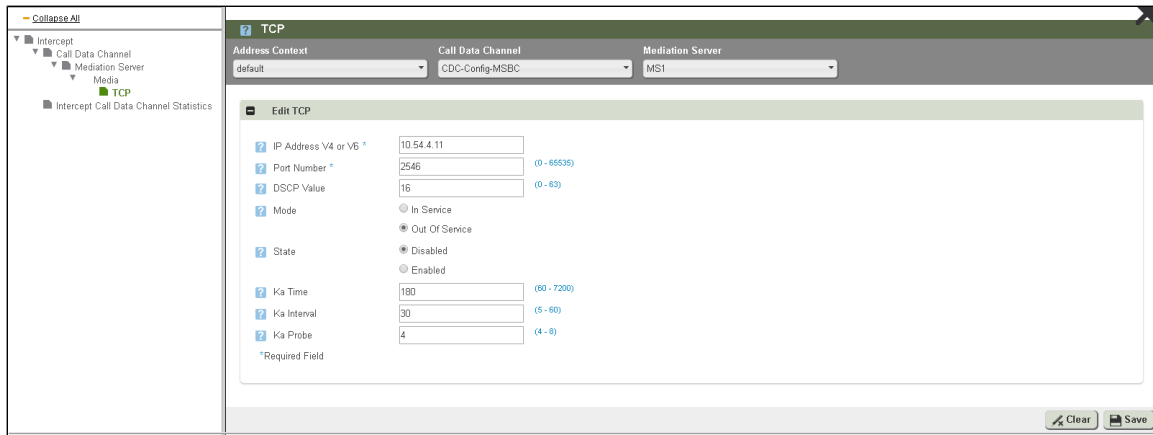 Collapse All
Intercept
Call Data Channel
Mediation Server
Media
TCP
Intercept Call Data Channel Statistics
? TCP
Address Context Call Data Channel Mediation Server
default CDC-Config-MSBC MS1
Edit TCP
? IP Address V4 or V6 * 10.54.4.11
? Port Number * 2546 (0 - 65535)
? DSCP Value 16 (0 - 63)
? Mode In Service
Out Of Service
? State Disabled
Enabled
? Ka Time 180 (60 - 7200)
? Ka Interval 30 (5 - 60)
? Ka Probe 4 (4 - 8)
*Required Field
Clear Save